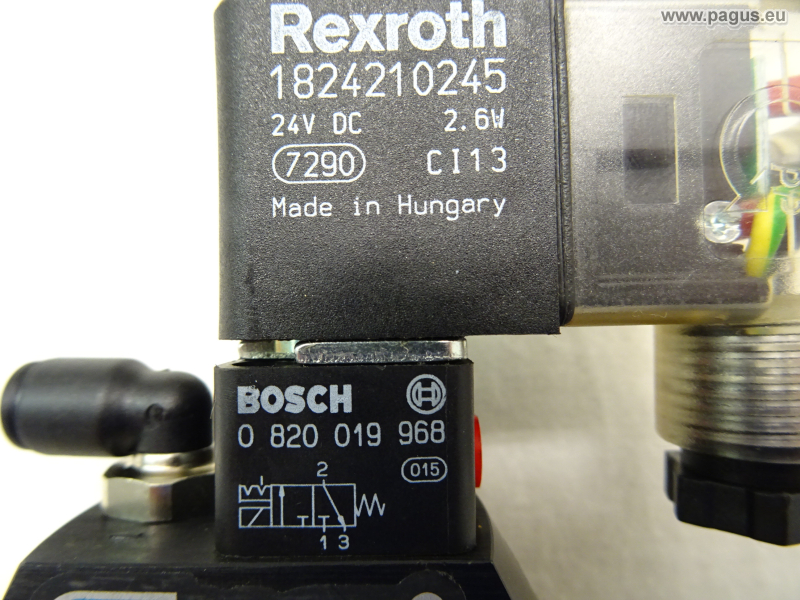 www.pagus.eu
Rexroth
1824210245
24V DC 2.6W
7290 CI13
Made in Hungary
BOSCH
0 820 019 968
015
2
1 3